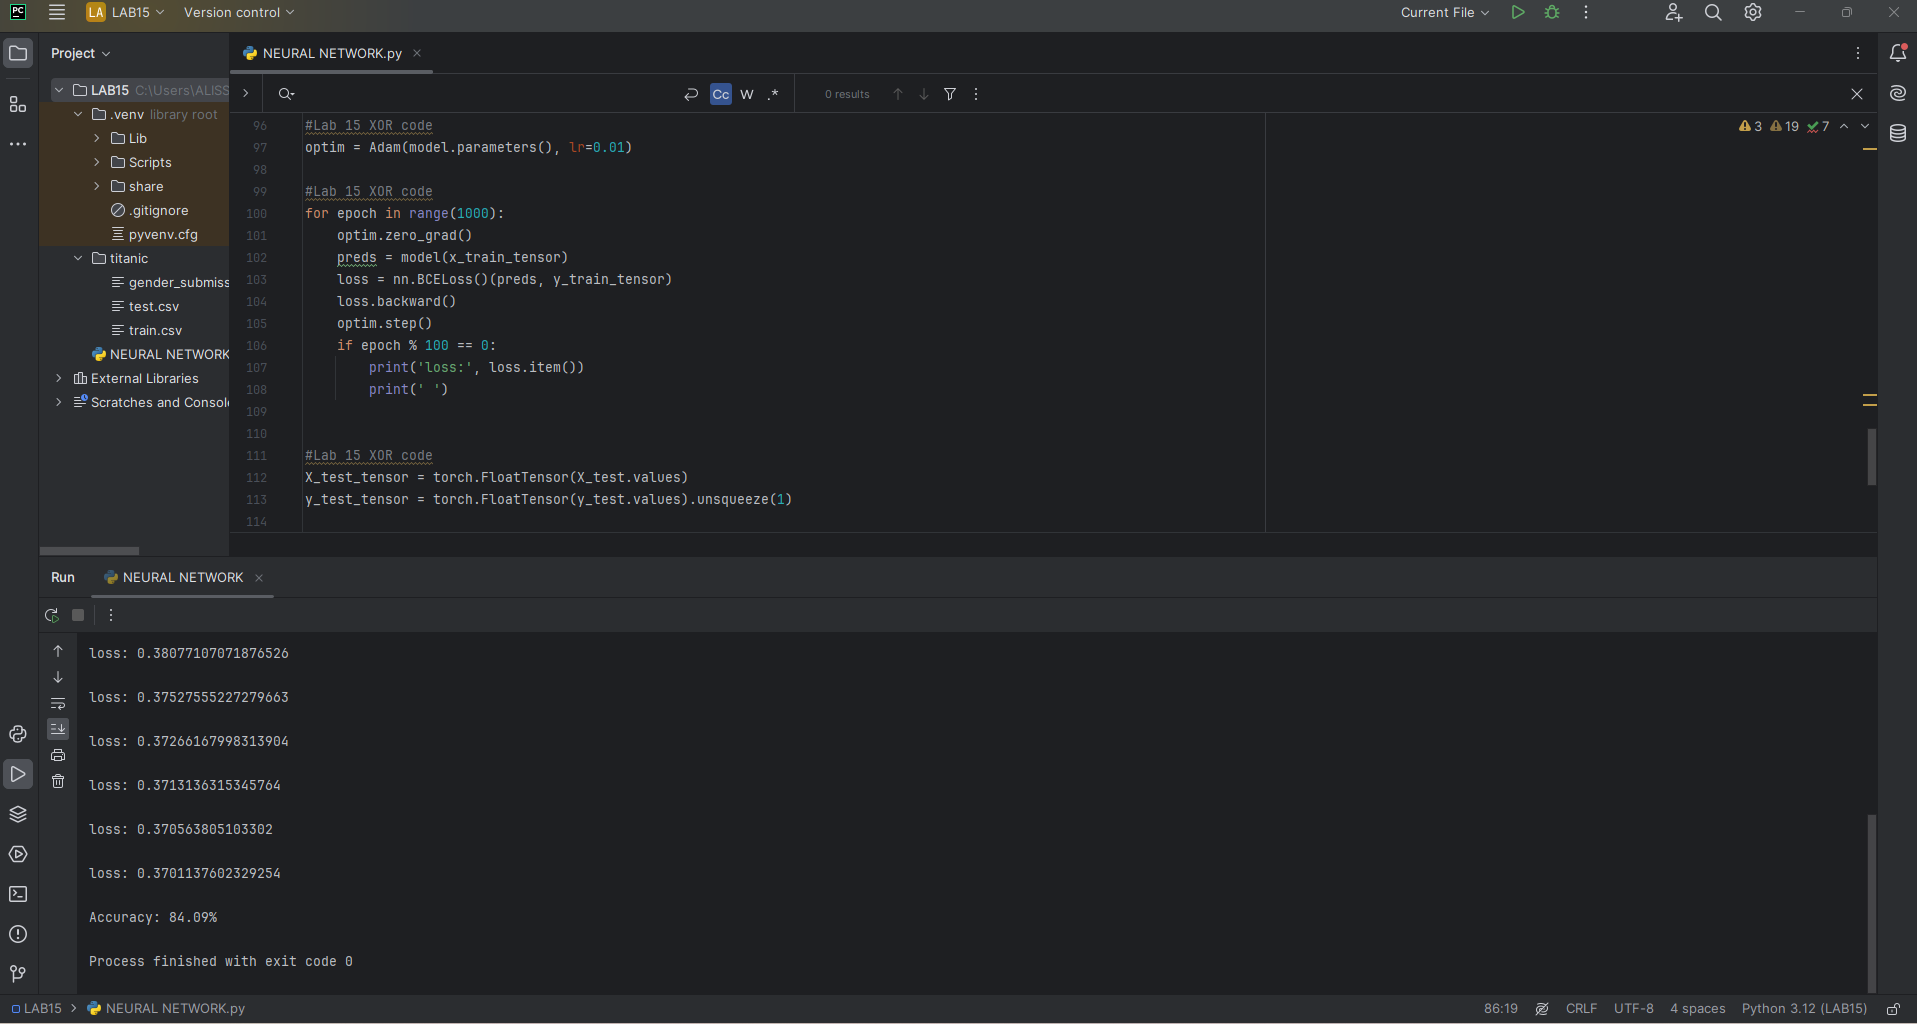 PC
LA LAB15 Version control Current File
Project
NEURAL NETWORK.py
LAB15 C:\Users\ALISS
Cc W .* 0 results
.venv library root
Lib
Scripts
share
.gitignore
pyvenv.cfg
titanic
gender_submiss
test.csv
train.csv
NEURAL NETWORK
External Libraries
Scratches and Consol
3 19 7
96 #Lab 15 XOR code
97 optim = Adam(model.parameters(), lr=0.01)
98
99 #Lab 15 XOR code
100 for epoch in range(1000):
101 optim.zero_grad()
102 preds = model(x_train_tensor)
103 loss = nn.BCELoss()(preds, y_train_tensor)
104 loss.backward()
105 optim.step()
106 if epoch % 100 == 0:
107 print('loss:', loss.item())
108 print(' ')
109
110
111 #Lab 15 XOR code
112 X_test_tensor = torch.FloatTensor(X_test.values)
113 y_test_tensor = torch.FloatTensor(y_test.values).unsqueeze(1)
114
Run NEURAL NETWORK
loss: 0.38077107071876526
loss: 0.37527555227279663
loss: 0.37266167998313904
loss: 0.3713136315345764
loss: 0.370563805103302
loss: 0.3701137602329254
Accuracy: 84.09%
Process finished with exit code 0
LAB15 NEURAL NETWORK.py 86:19 CRLF UTF-8 4 spaces Python 3.12 (LAB15)